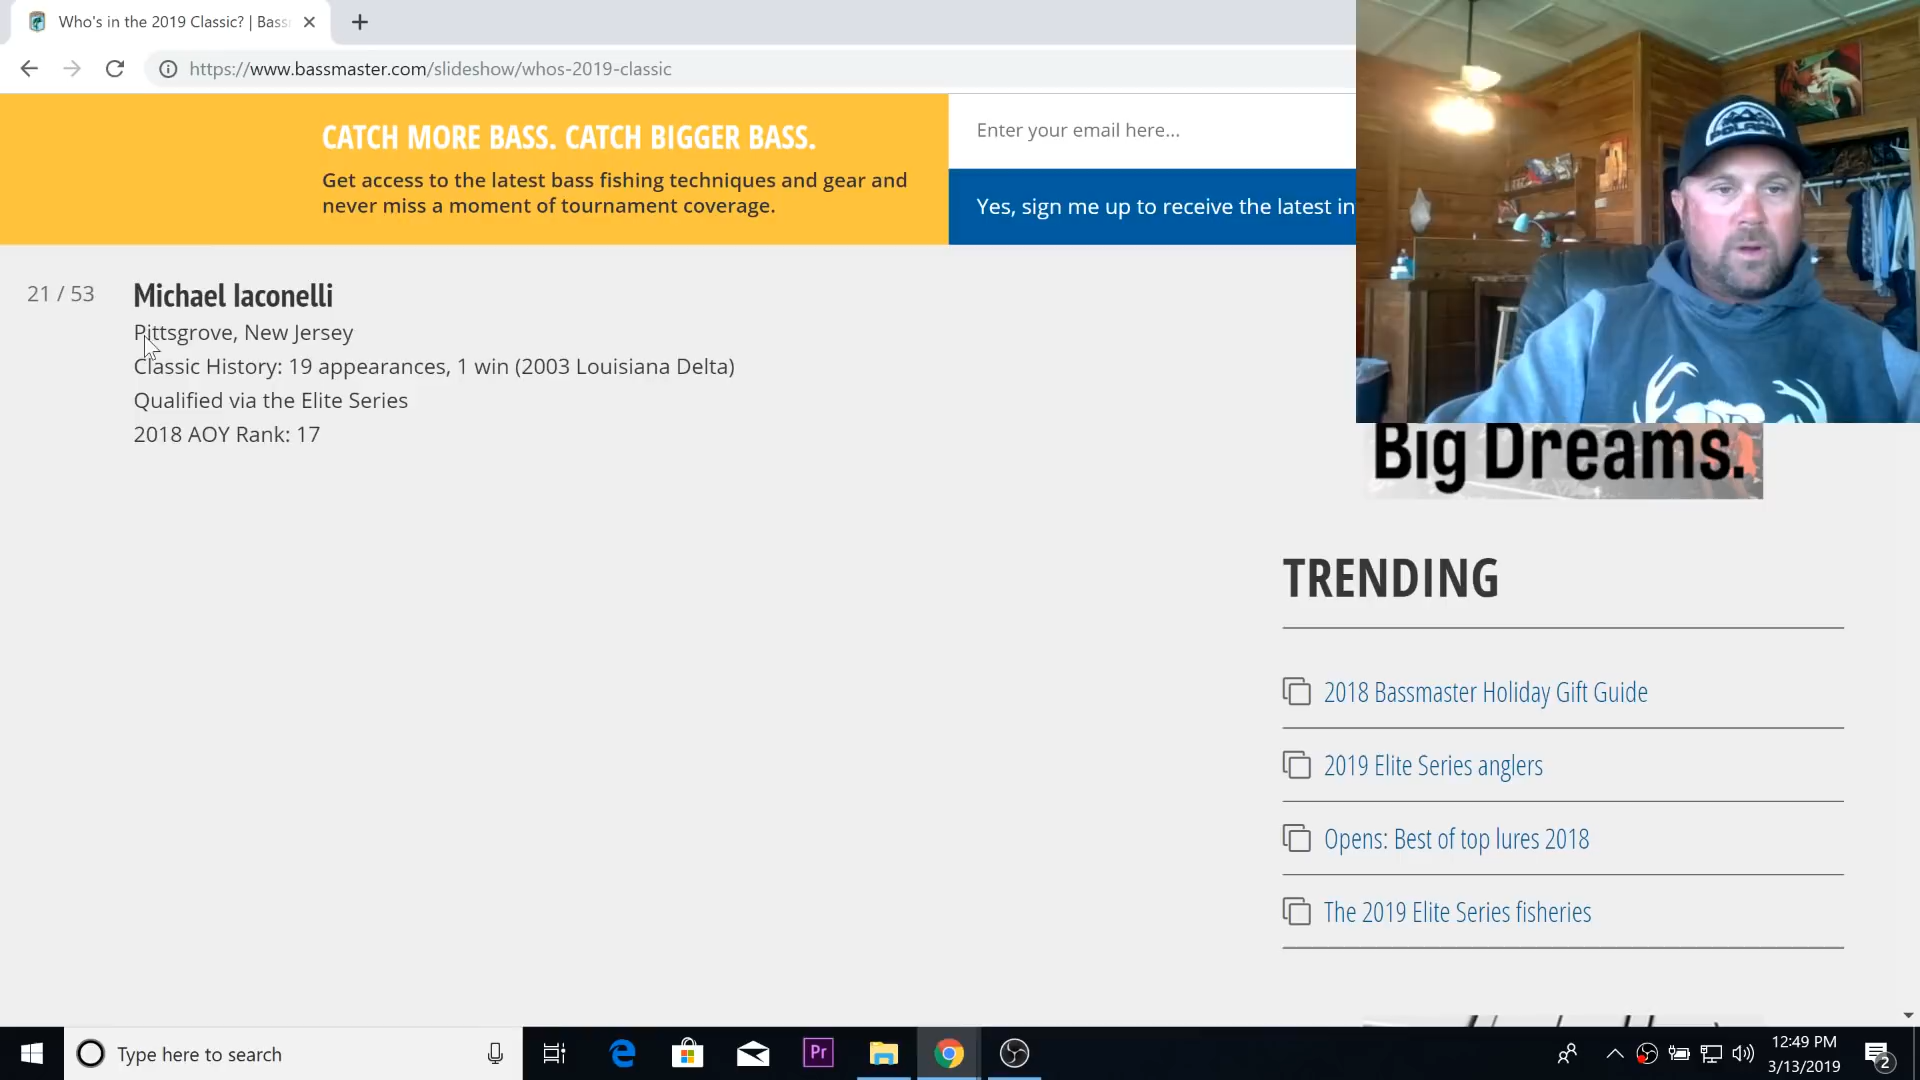 Who's in the 2019 Classic? | Bass
https://www.bassmaster.com/slideshow/whos-2019-classic
CATCH MORE BASS. CATCH BIGGER BASS.
Get access to the latest bass fishing techniques and gear and
never miss a moment of tournament coverage.
Enter your email here...
Yes, sign me up to receive the latest in
21 / 53
Michael Iaconelli
Pittsgrove, New Jersey
Classic History: 19 appearances, 1 win (2003 Louisiana Delta)
Qualified via the Elite Series
2018 AOY Rank: 17
Big Dreams.
TRENDING
2018 Bassmaster Holiday Gift Guide
2019 Elite Series anglers
Opens: Best of top lures 2018
The 2019 Elite Series fisheries
Type here to search
Pr
12:49 PM
3/13/2019
2